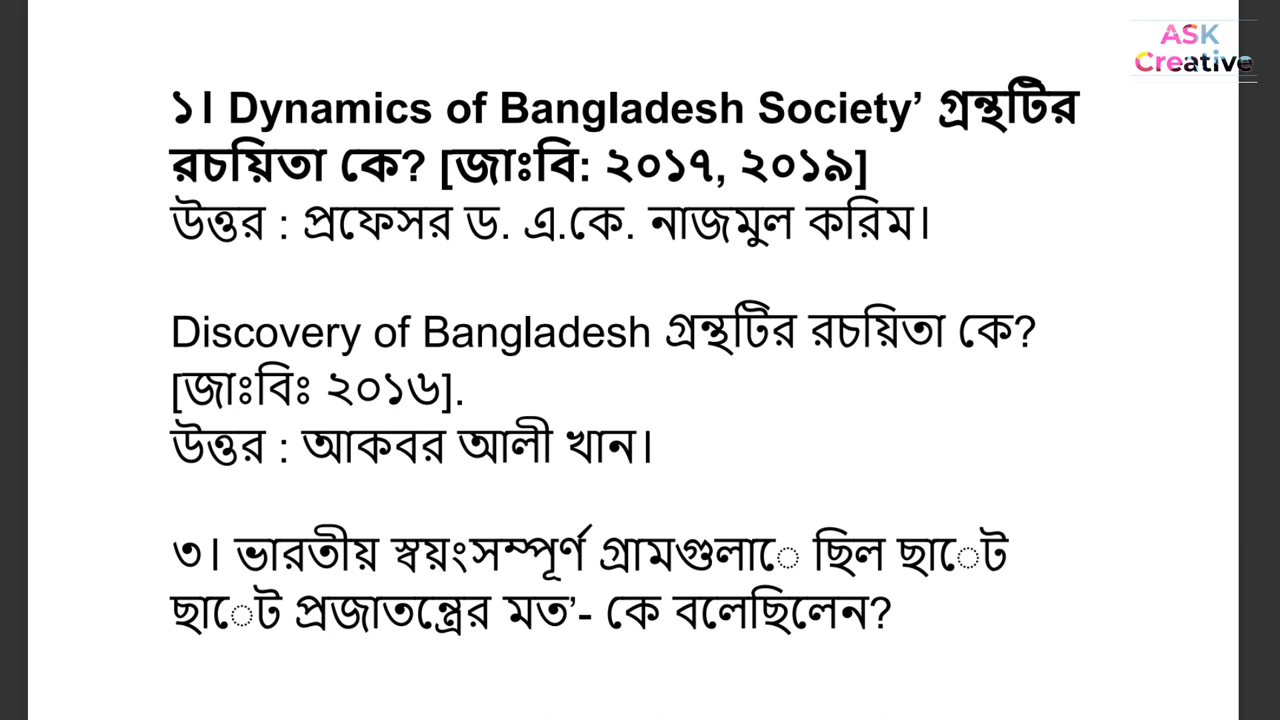 ASK
Creative
১। Dynamics of Bangladesh Society’ গ্রন্থটির
রচয়িতা কে? [জাঃবি: ২০১৭, ২০১৯]
উত্তর : প্রফেসর ড. এ.কে. নাজমুল করিম।
Discovery of Bangladesh গ্রন্থটির রচয়িতা কে?
[জাঃবিঃ ২০১৬].
উত্তর : আকবর আলী খান।
৩। ভারতীয় স্বয়ংসম্পূর্ণ গ্রামগুলাে ছিল ছােট
ছােট প্রজাতন্ত্রের মত’- কে বলেছিলেন?